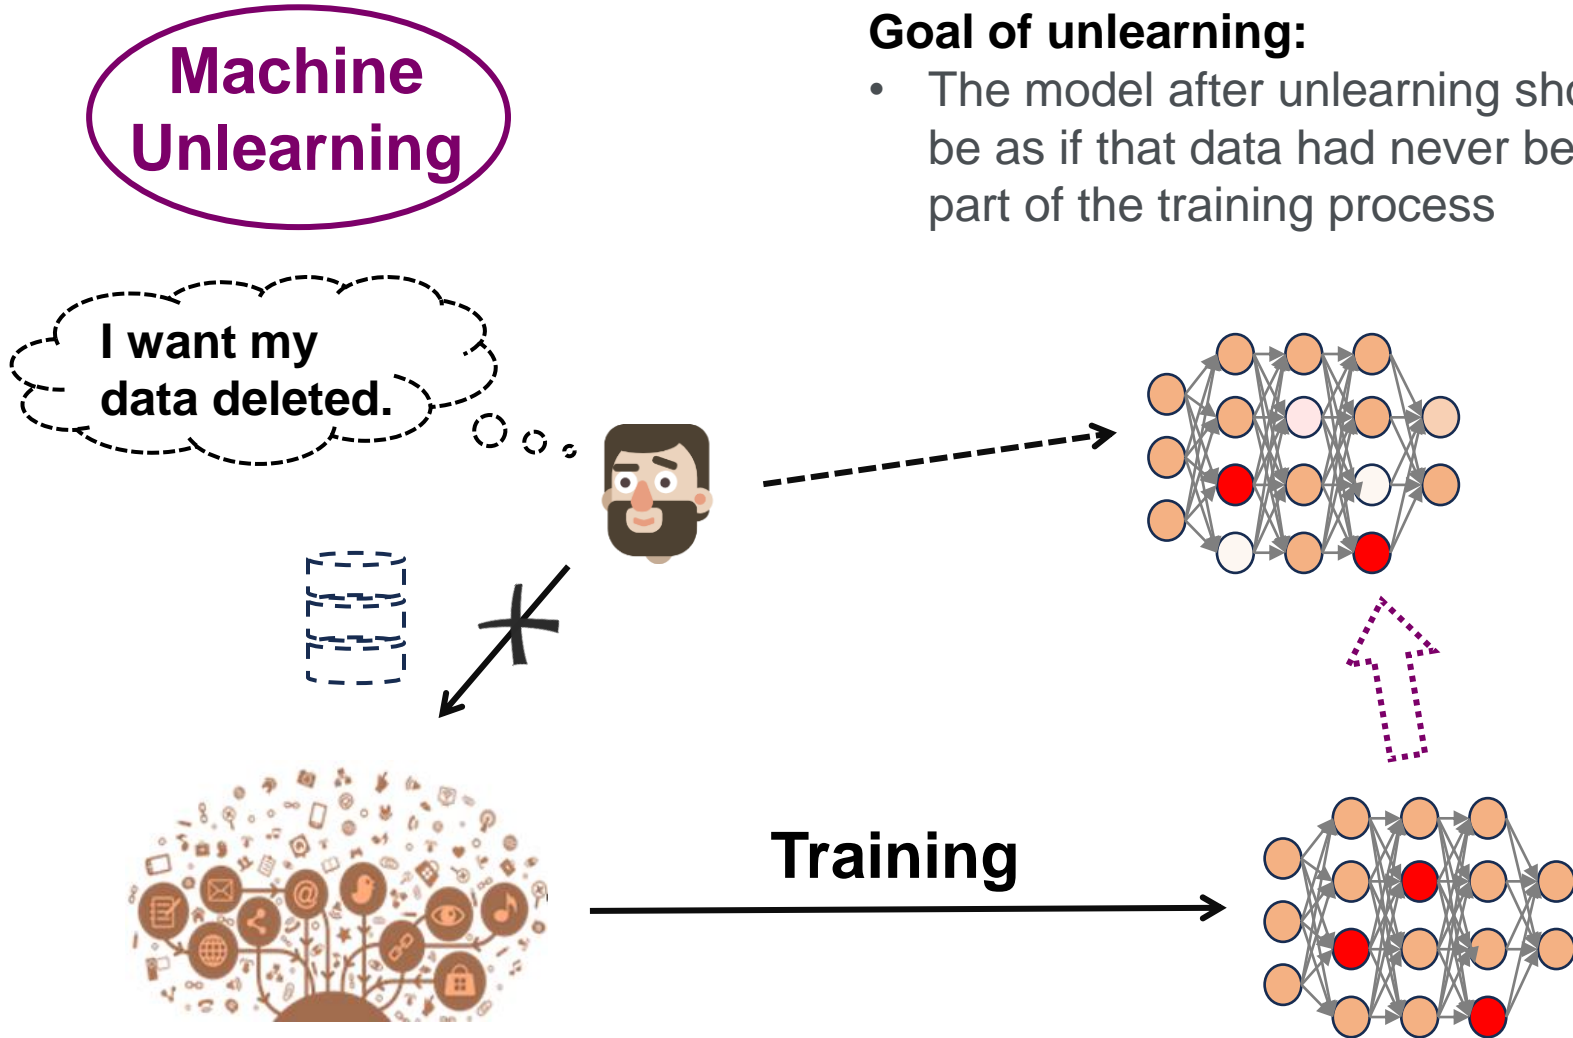 Machine
Unlearning
Goal of unlearning:
• The model after unlearning sho
be as if that data had never be
part of the training process
I want my
data deleted.
@
Training